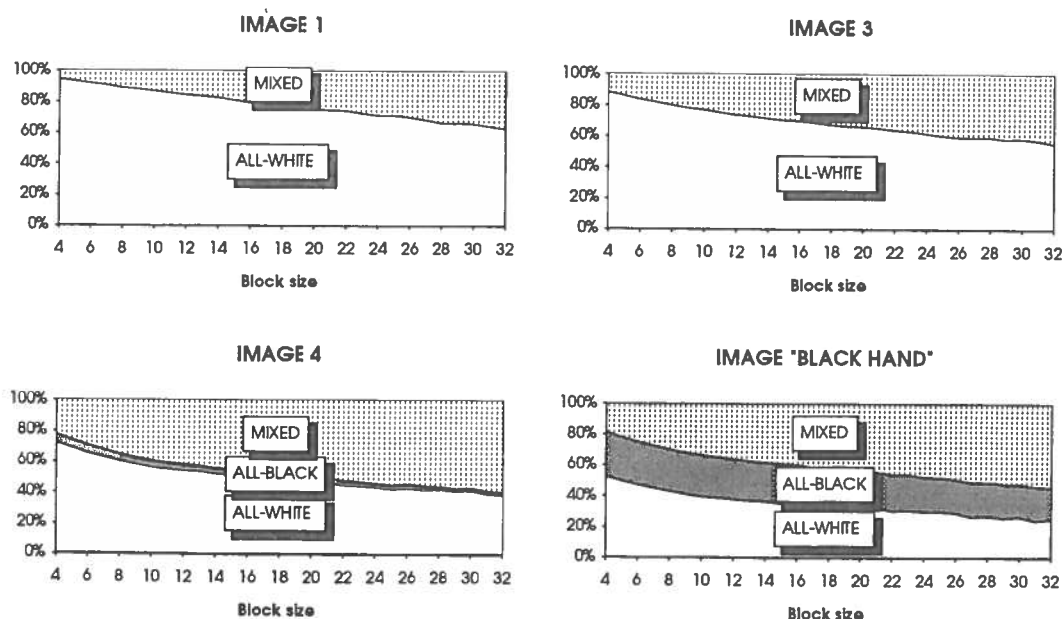 IMAGE 1
100%
80%
60%
40%
20%
0%
MIXED
ALL-WHITE
4 6 8 10 12 14 16 18 20 22 24 26 28 30 32
Block size
IMAGE 3
100%
80%
60%
40%
20%
0%
MIXED
ALL-WHITE
4 6 8 10 12 14 16 18 20 22 24 26 28 30 32
Block size
IMAGE 4
100%
80%
60%
40%
20%
0%
MIXED
ALL-BLACK
ALL-WHITE
4 6 8 10 12 14 16 18 20 22 24 26 28 30 32
Block size
IMAGE "BLACK HAND"
100%
80%
60%
40%
20%
0%
MIXED
ALL-BLACK
ALL-WHITE
4 6 8 10 12 14 16 18 20 22 24 26 28 30 32
Block size